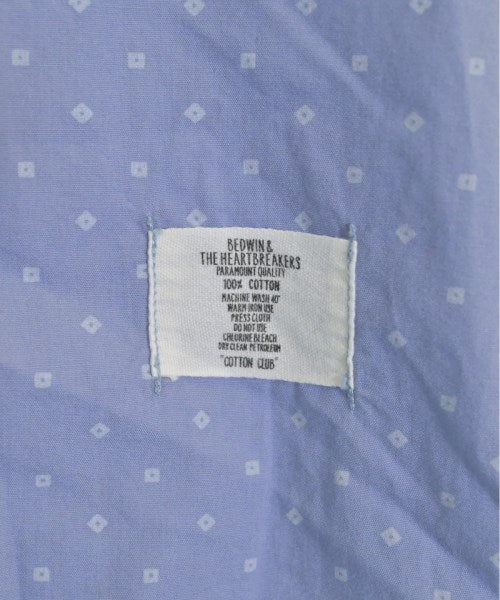 BEDWIN &
THE HEARTBREAKERS
PARAMOUNT QUALITY
100% COTTON
MACHINE WASH 40°
WARM IRON USE
PRESS CLOTH
DO NOT USE
CHLORINE BLEACH
DRY CLEAN PETROLEUM
"COTTON CLUB"